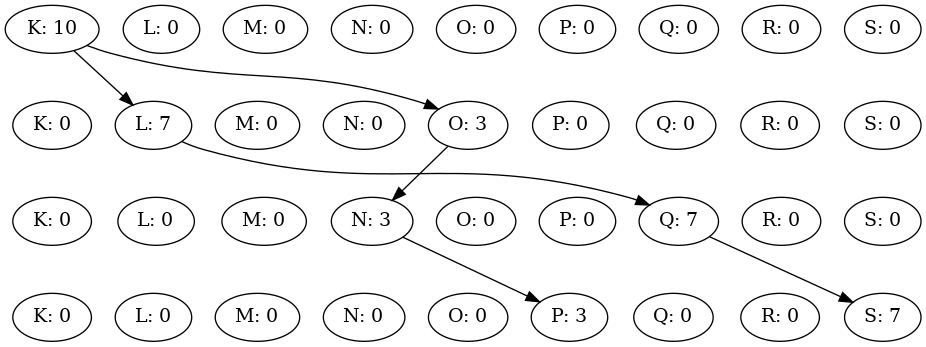 K: 10 L: 0 M: 0 N: 0 O: 0 P: 0 Q: 0 R: 0 S: 0
K: 0 L: 7 M: 0 N: 0 O: 3 P: 0 Q: 0 R: 0 S: 0
K: 0 L: 0 M: 0 N: 3 O: 0 P: 0 Q: 7 R: 0 S: 0
K: 0 L: 0 M: 0 N: 0 O: 0 P: 3 Q: 0 R: 0 S: 7